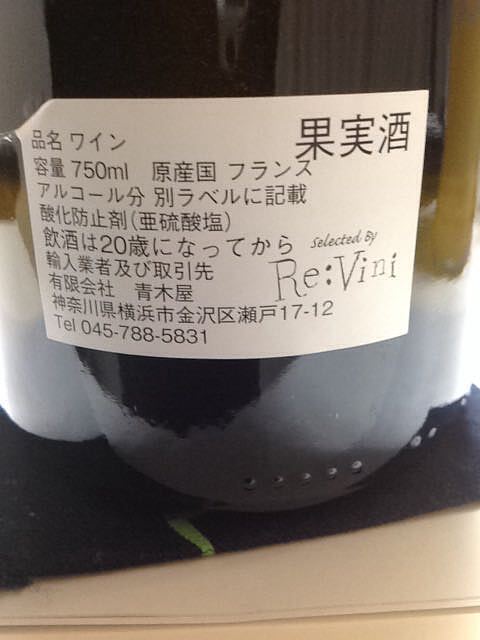 果実酒
品名 ワイン
容量 750ml 原産国 フランス
アルコール分 別ラベルに記載
酸化防止剤(亜硫酸塩)
飲酒は20歳になってから
Selected By
Re:Vini
輸入業者及び取引先
有限会社 青木屋
神奈川県横浜市金沢区瀬戸17-12
Tel 045-788-5831